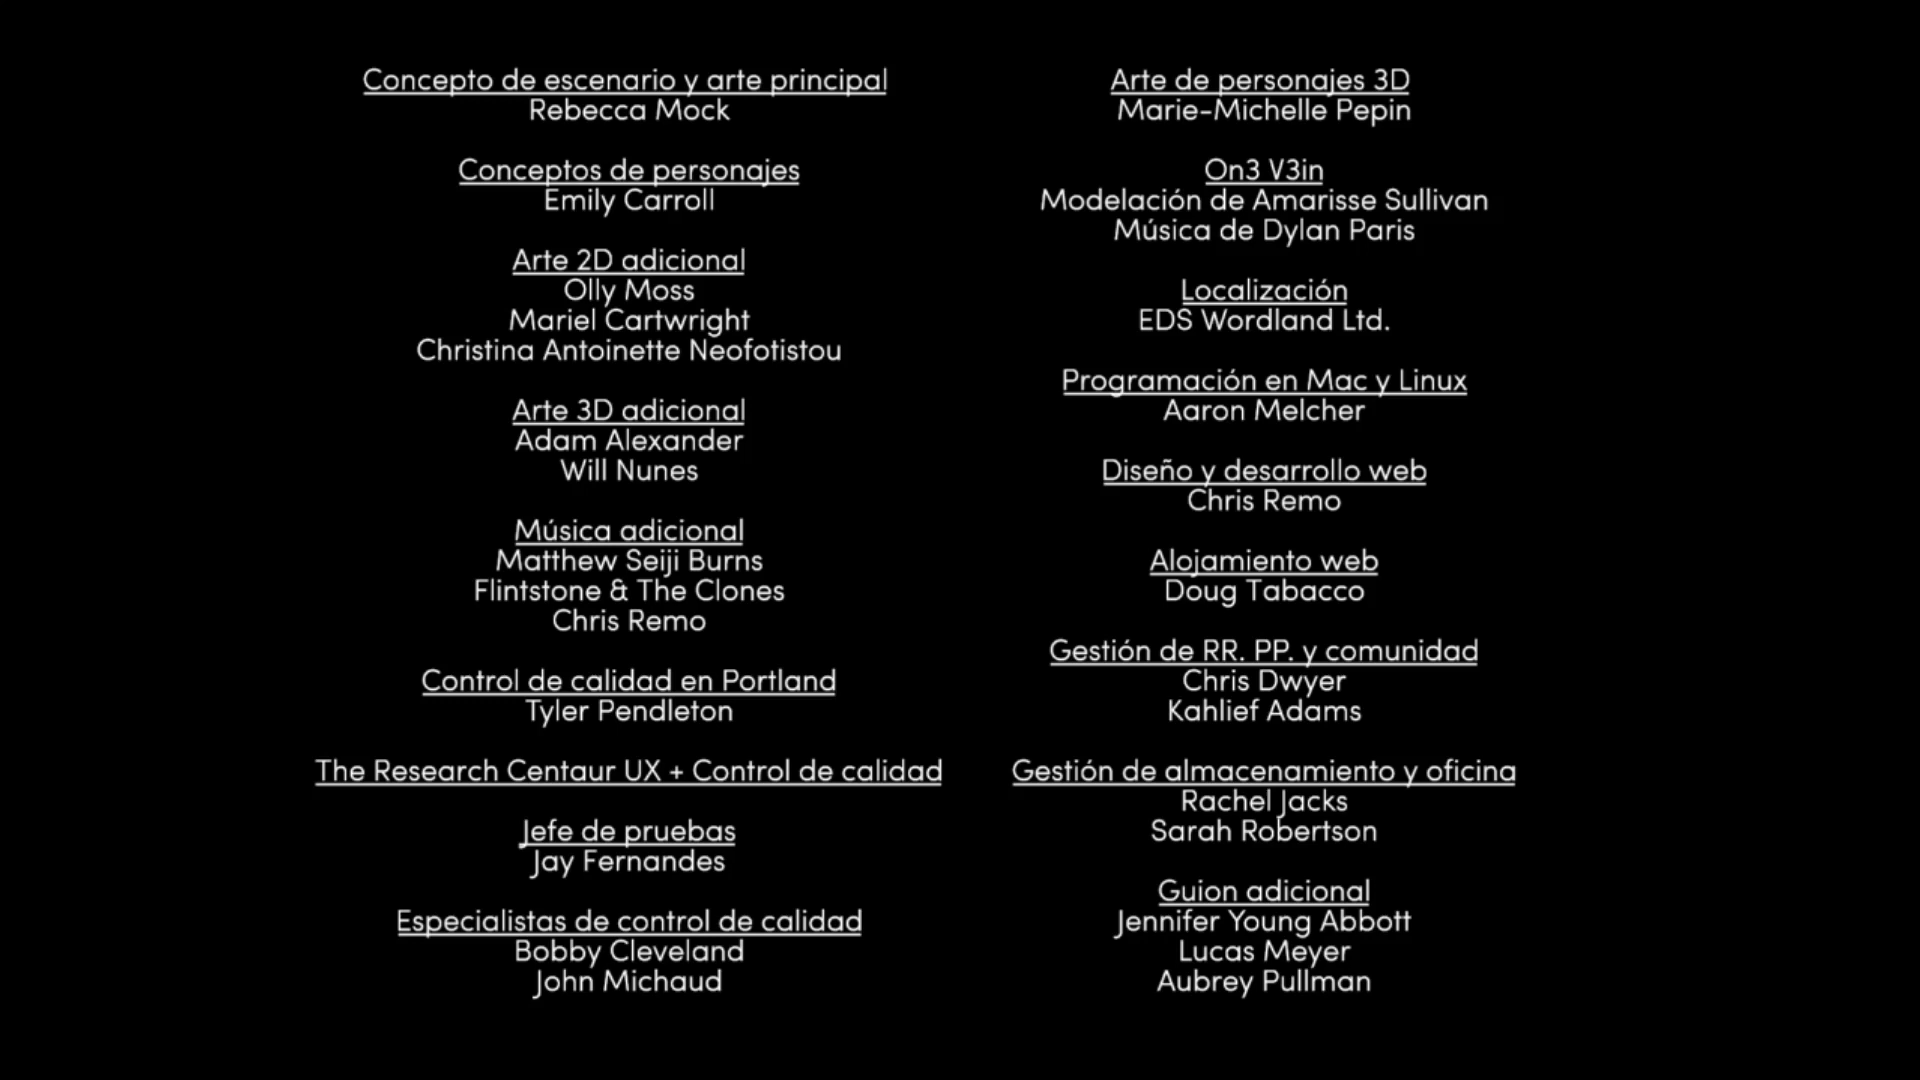 Concepto de escenario y arte principal
Rebecca Mock
Conceptos de personajes
Emily Carroll
Arte 2D adicional
Olly Moss
Mariel Cartwright
Christina Antoinette Neofotistou
Arte 3D adicional
Adam Alexander
Will Nunes
Música adicional
Matthew Seiji Burns
Flintstone & The Clones
Chris Remo
Control de calidad en Portland
Tyler Pendleton
The Research Centaur UX + Control de calidad
Jefe de pruebas
Jay Fernandes
Especialistas de control de calidad
Bobby Cleveland
John Michaud
Arte de personajes 3D
Marie-Michelle Pepin
On3 V3in
Modelación de Amarisse Sullivan
Música de Dylan Paris
Localización
EDS Wordland Ltd.
Programación en Mac y Linux
Aaron Melcher
Diseño y desarrollo web
Chris Remo
Alojamiento web
Doug Tabacco
Gestión de RR. PP. y comunidad
Chris Dwyer
Kahlief Adams
Gestión de almacenamiento y oficina
Rachel Jacks
Sarah Robertson
Guion adicional
Jennifer Young Abbott
Lucas Meyer
Aubrey Pullman